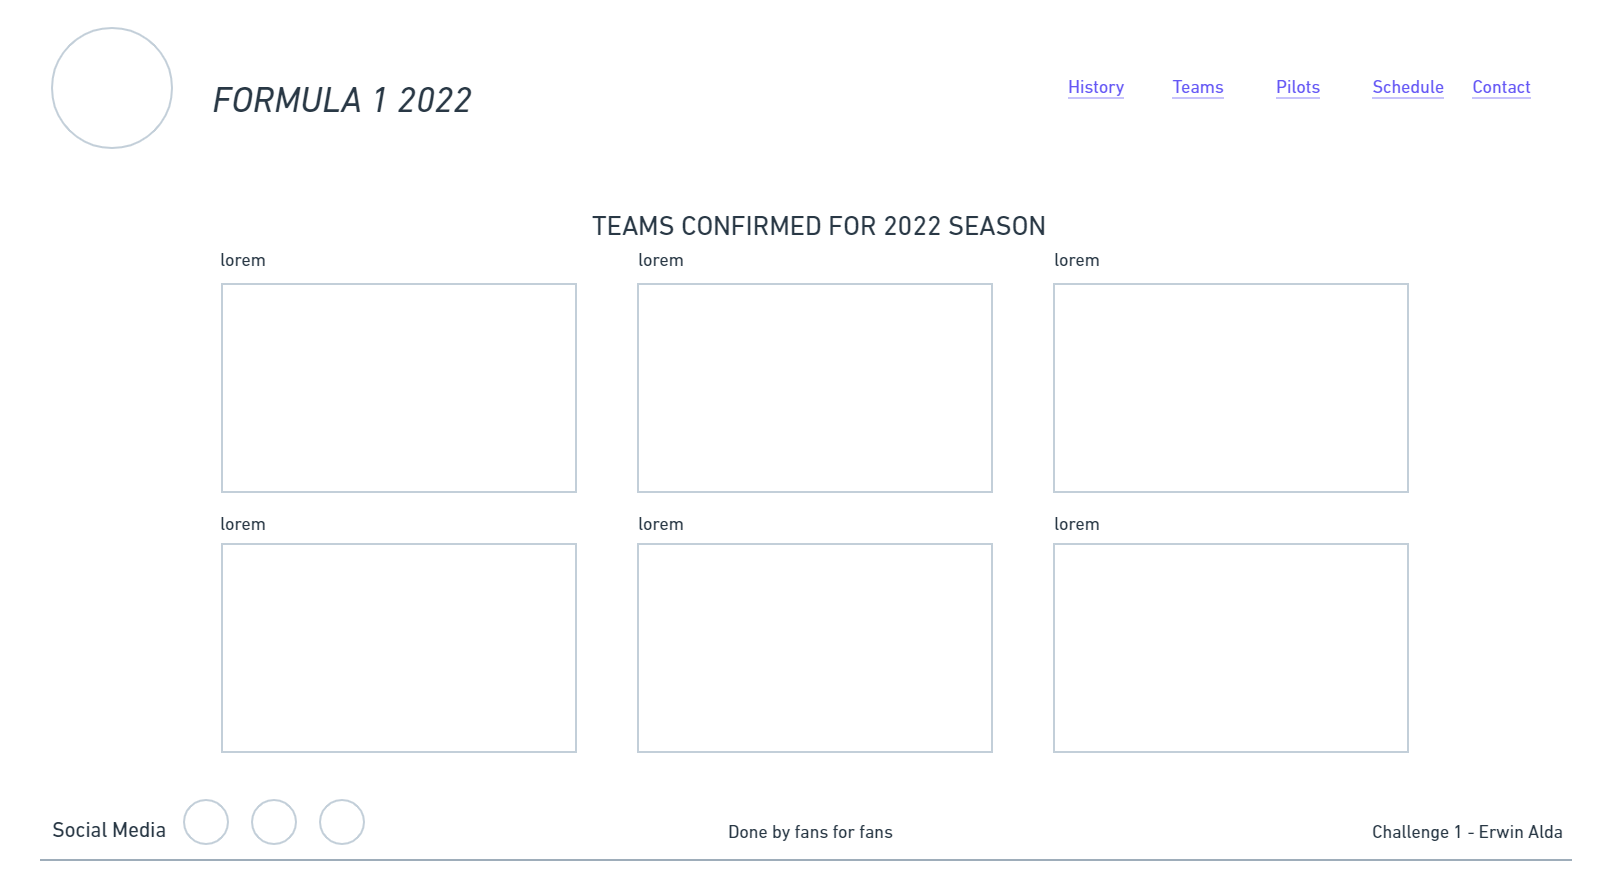 FORMULA 1 2022
History Teams Pilots Schedule Contact
TEAMS CONFIRMED FOR 2022 SEASON
lorem lorem lorem
lorem lorem lorem
Social Media Done by fans for fans Challenge 1 - Erwin Alda